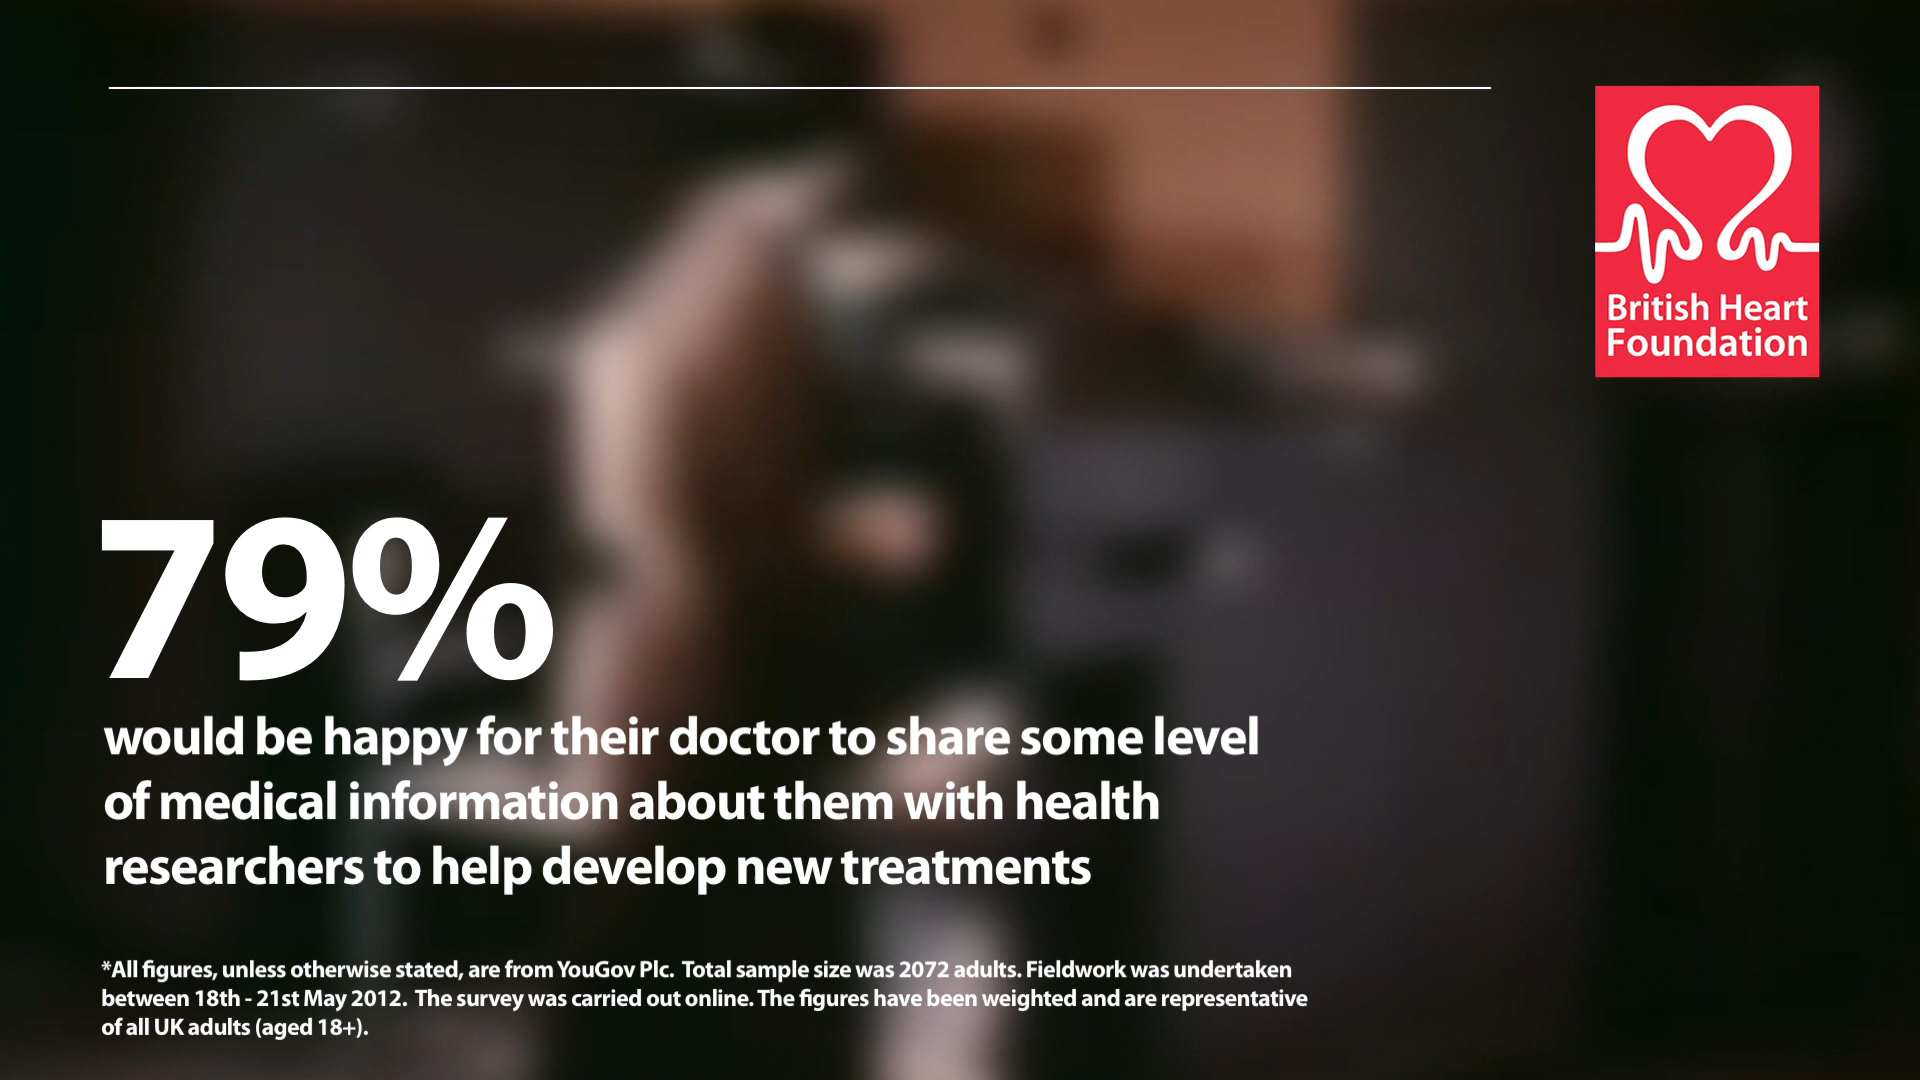 British Heart
Foundation
79%
would be happy for their doctor to share some level
of medical information about them with health
researchers to help develop new treatments
*All figures, unless otherwise stated, are from YouGov Plc.  Total sample size was 2072 adults. Fieldwork was undertaken
between 18th - 21st May 2012.  The survey was carried out online. The figures have been weighted and are representative
of all UK adults (aged 18+).